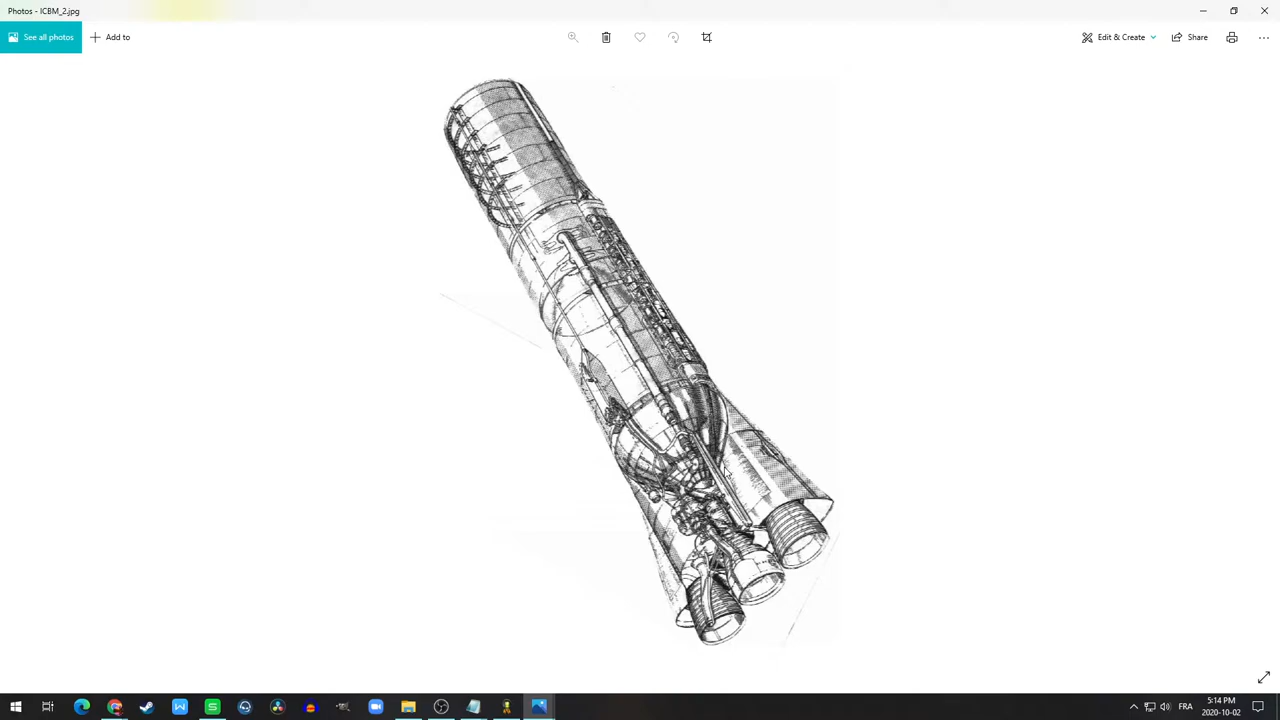 Photos - ICBM_2.jpg
See all photos
Add to
Edit & Create
Share
FRA
5:14 PM
2020-10-02